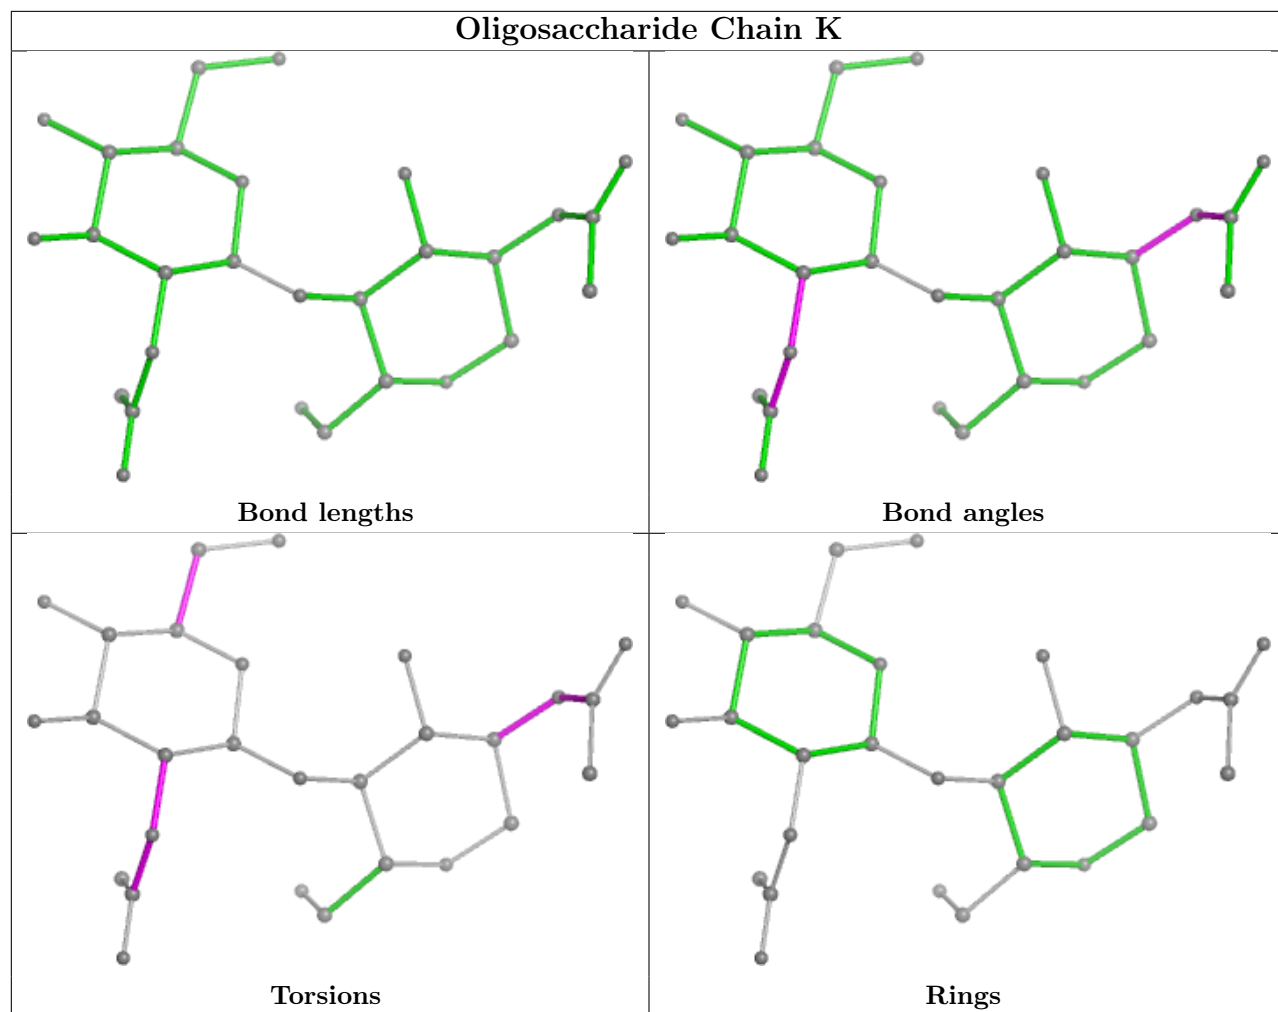 Oligosaccharide Chain K
Bond lengths
Bond angles
Torsions
Rings